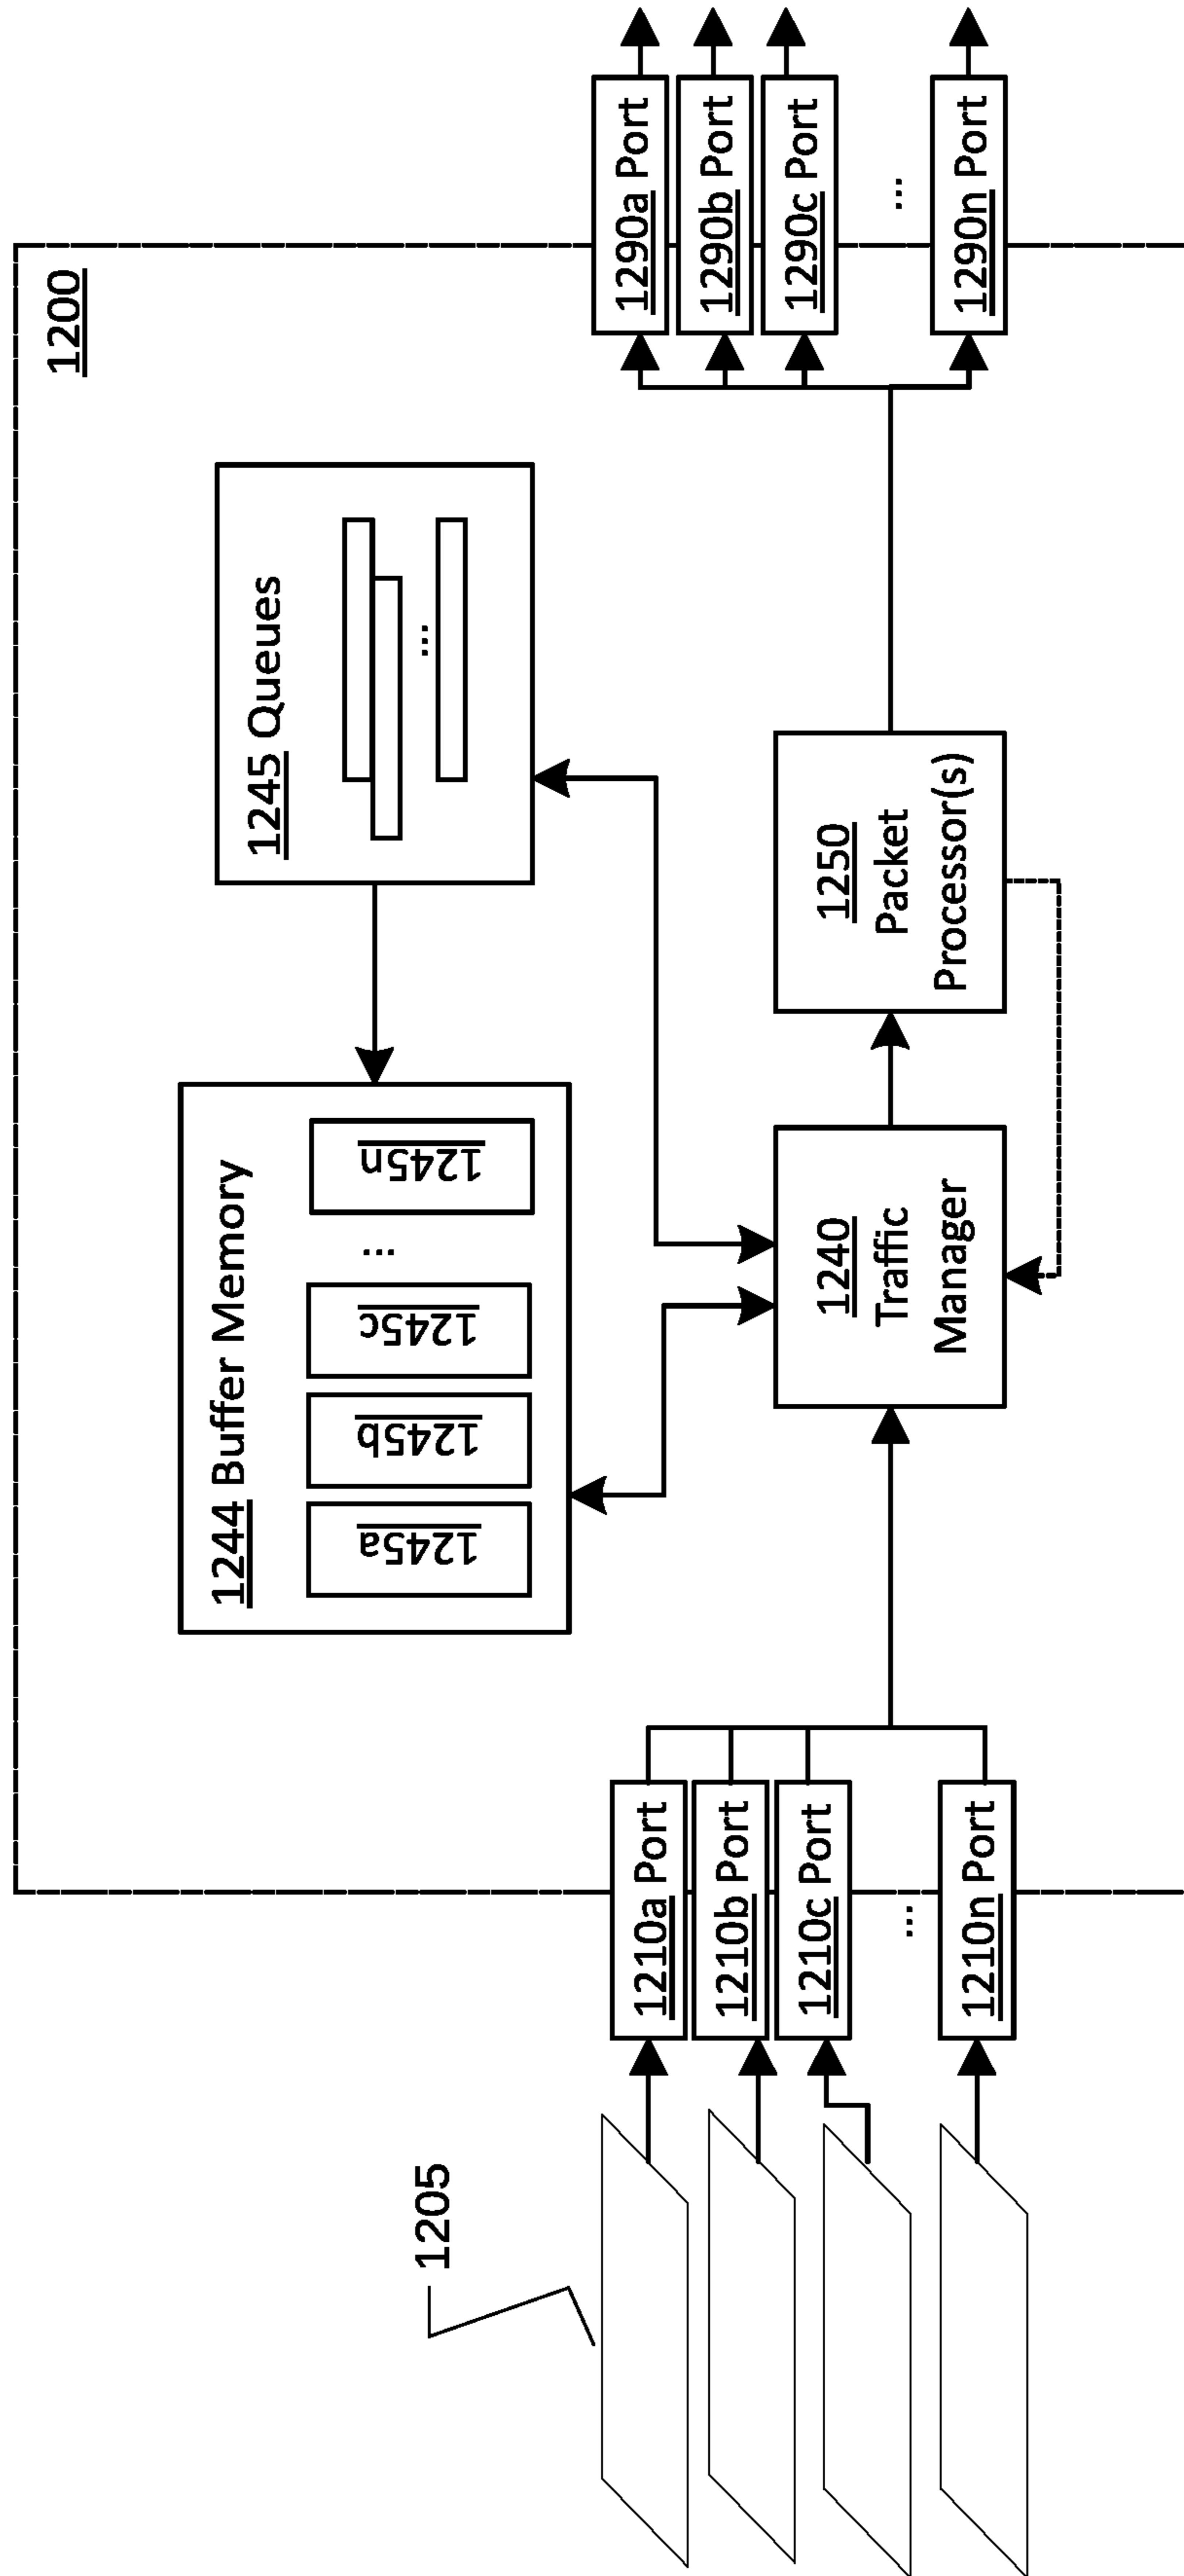 1200
1205
1210a Port
1210b Port
1210c Port
...
1210n Port
1244 Buffer Memory
1245a
1245b
1245c
...
1245n
1245 Queues
...
1240
Traffic
Manager
1250
Packet
Processor(s)
1290a Port
1290b Port
1290c Port
...
1290n Port